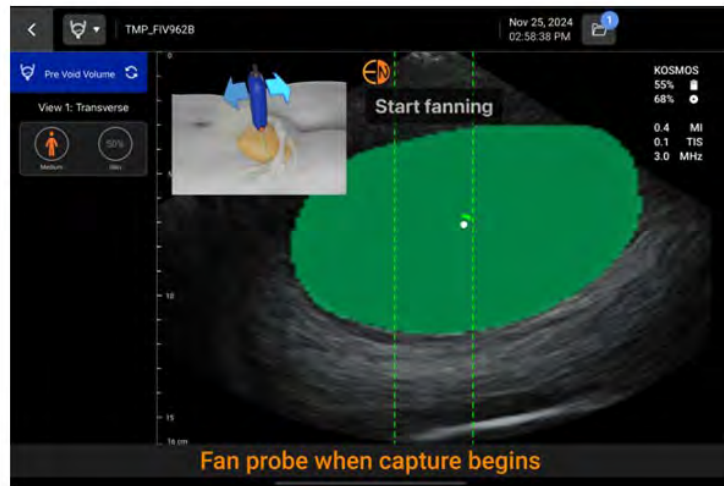 TMP_FIV962B
Nov 25, 2024
02:58:38 PM
1
Pre Void Volume
View 1: Transverse
Medium
50%
Start fanning
KOSMOS
55%
68%
0.4 MI
0.1 TIS
3.0 MHz
0
10
15
16 cm
Fan probe when capture begins